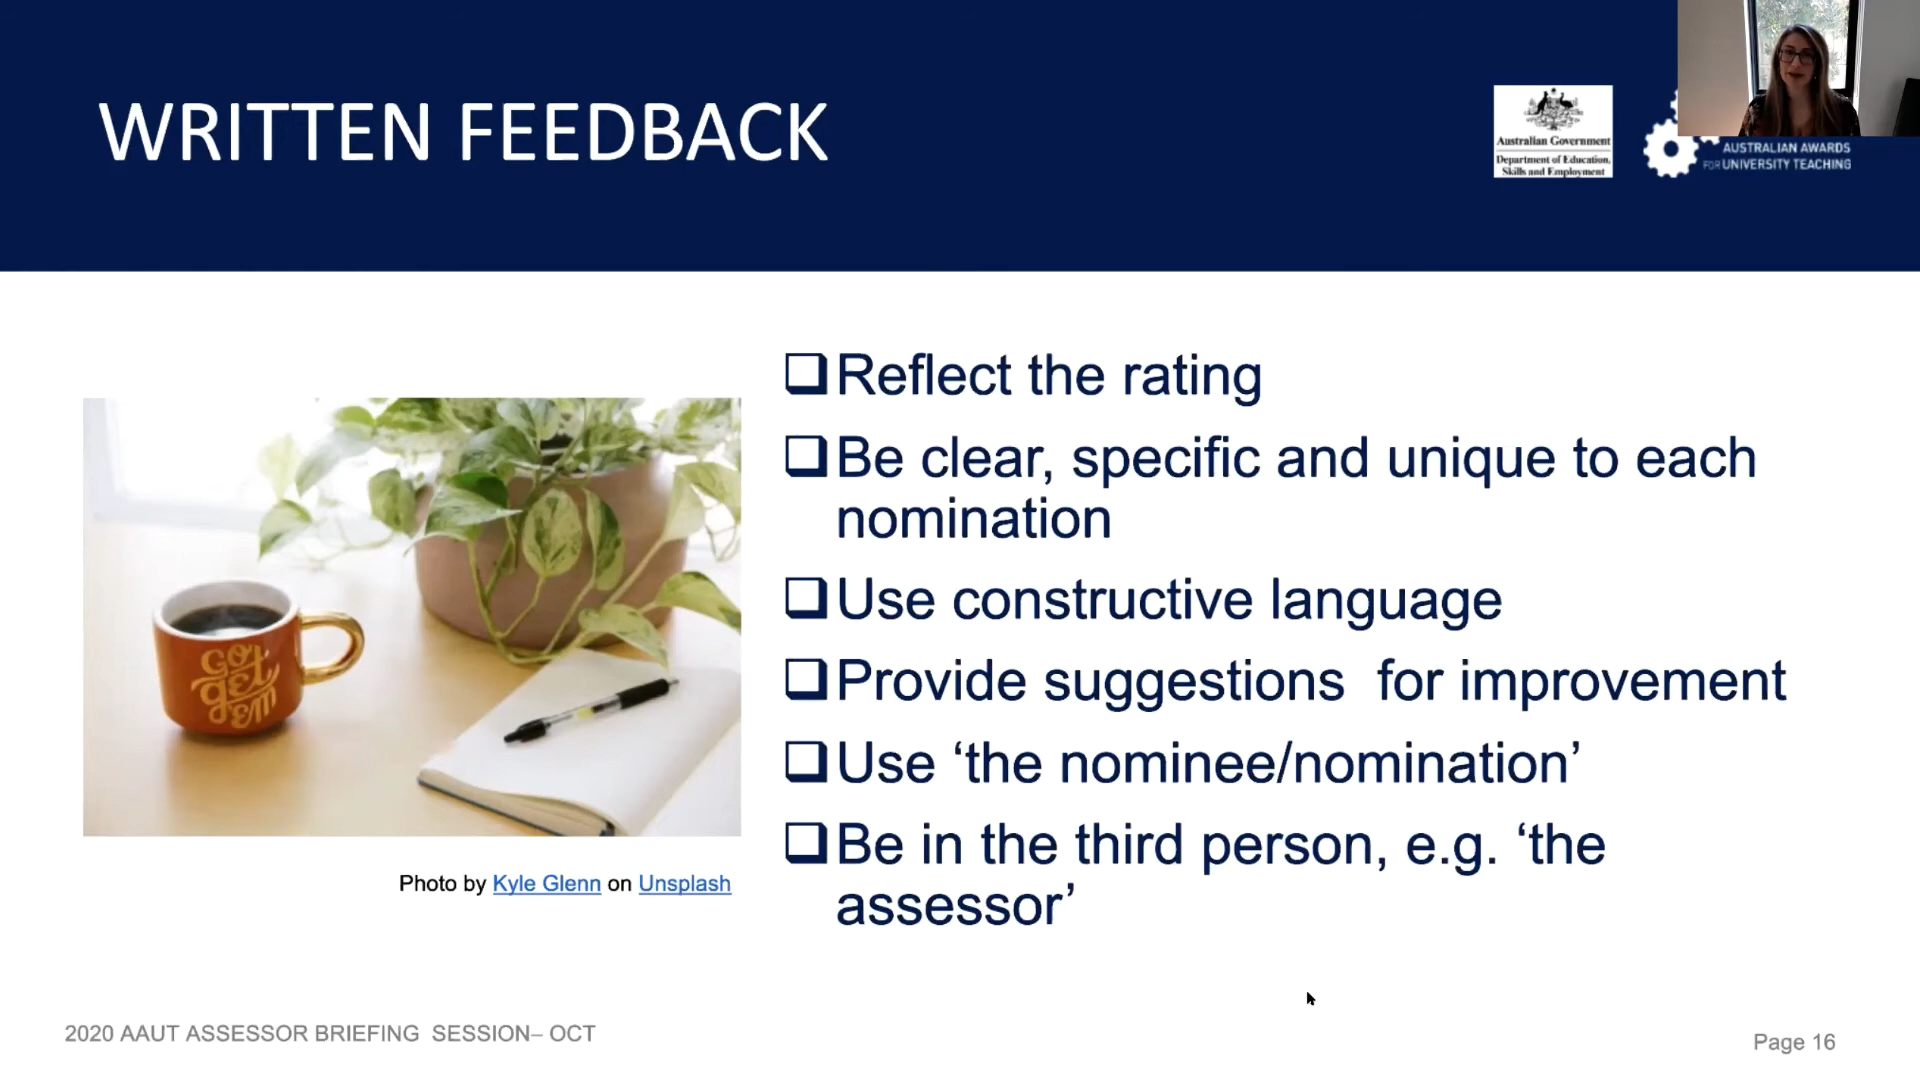 WRITTEN FEEDBACK
Australian Government
Department of Education,
Skills and Employment
AUSTRALIAN AWARDS
FOR UNIVERSITY TEACHING
❑Reflect the rating
❑Be clear, specific and unique to each
nomination
❑Use constructive language
❑Provide suggestions  for improvement
❑Use ‘the nominee/nomination’
❑Be in the third person, e.g. ‘the
assessor’
go
get
em
Photo by Kyle Glenn on Unsplash
2020 AAUT ASSESSOR BRIEFING  SESSION– OCT
Page 16